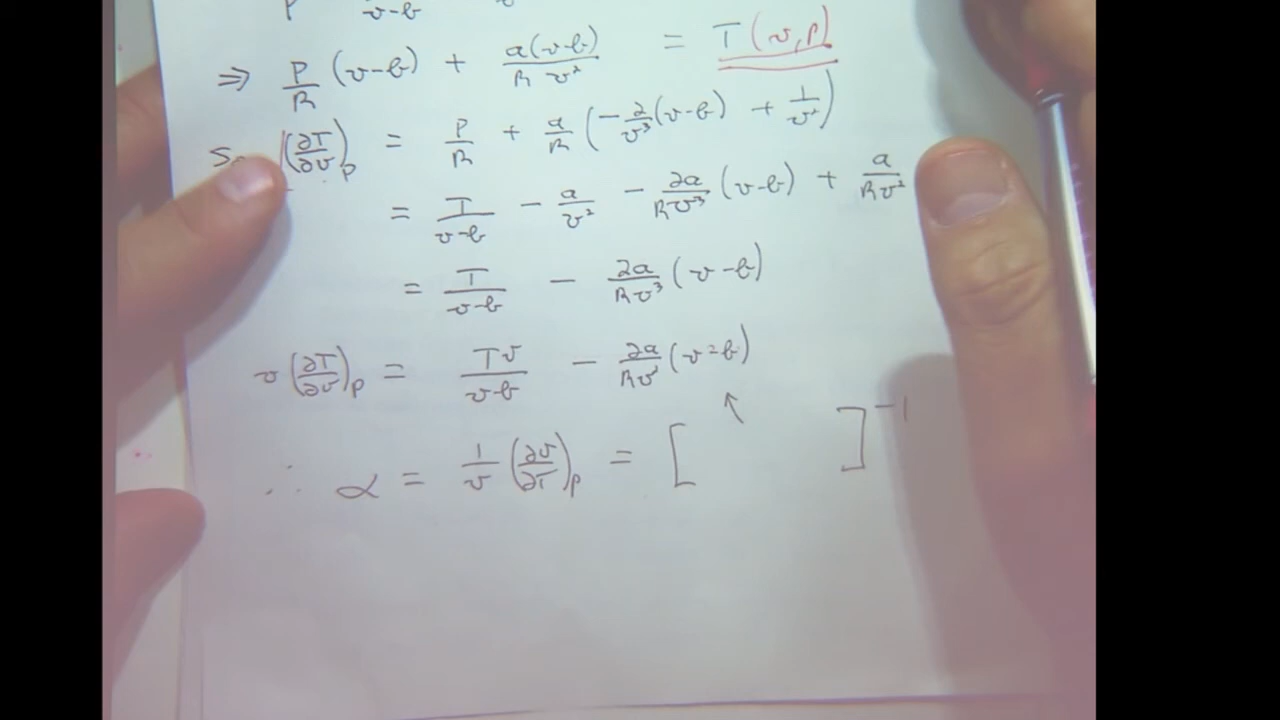 P v-b v
⇒ P/R (v-b) + a(v-b)/(R v²) = T(v,p)
So (∂T/∂v)_p = P/R + a/R (-2/v³ (v-b) + 1/v²)
= T/(v-b) - a/v² - 2a/(Rv³) (v-b) + a/(Rv²)
= T/(v-b) - 2a/(Rv³) (v-b)
v(∂T/∂v)_p = Tv/(v-b) - 2a/(Rv²) (v-b)
↑
∴ α = 1/v (∂v/∂T)_p = [ ]⁻¹